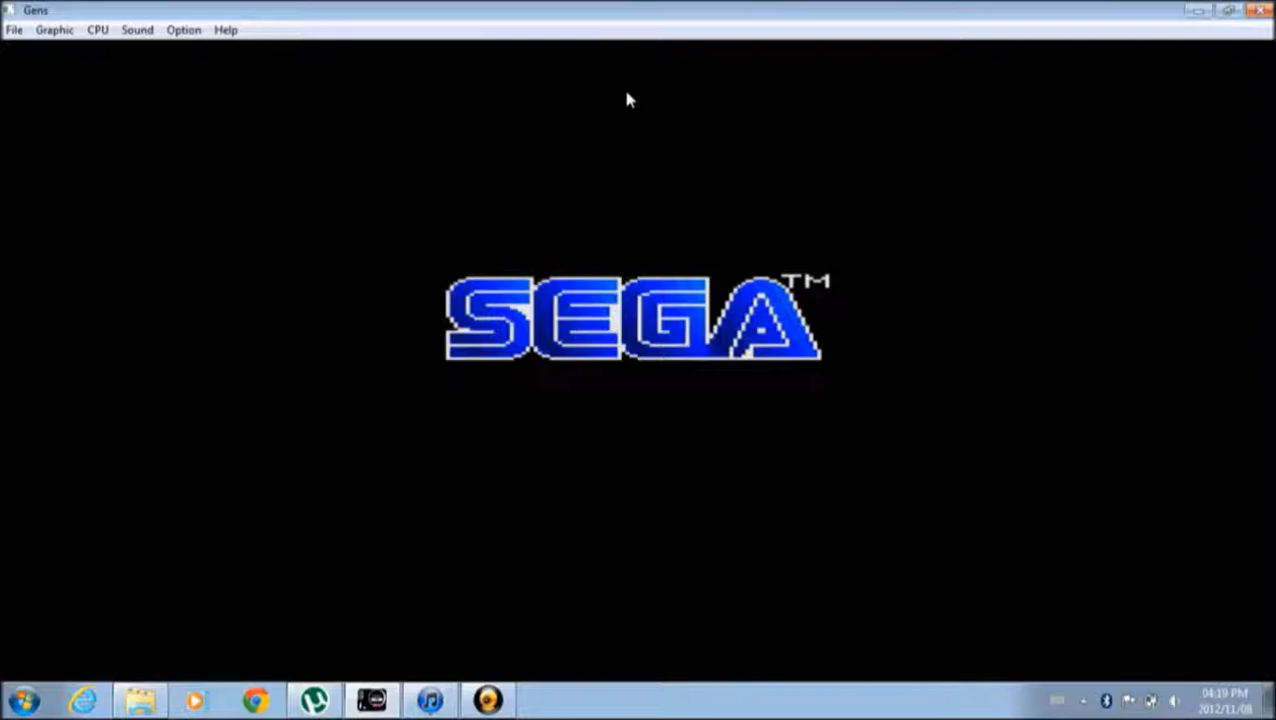 Gens
File Graphic CPU Sound Option Help
SEGA™
04:19 PM
2012/11/08